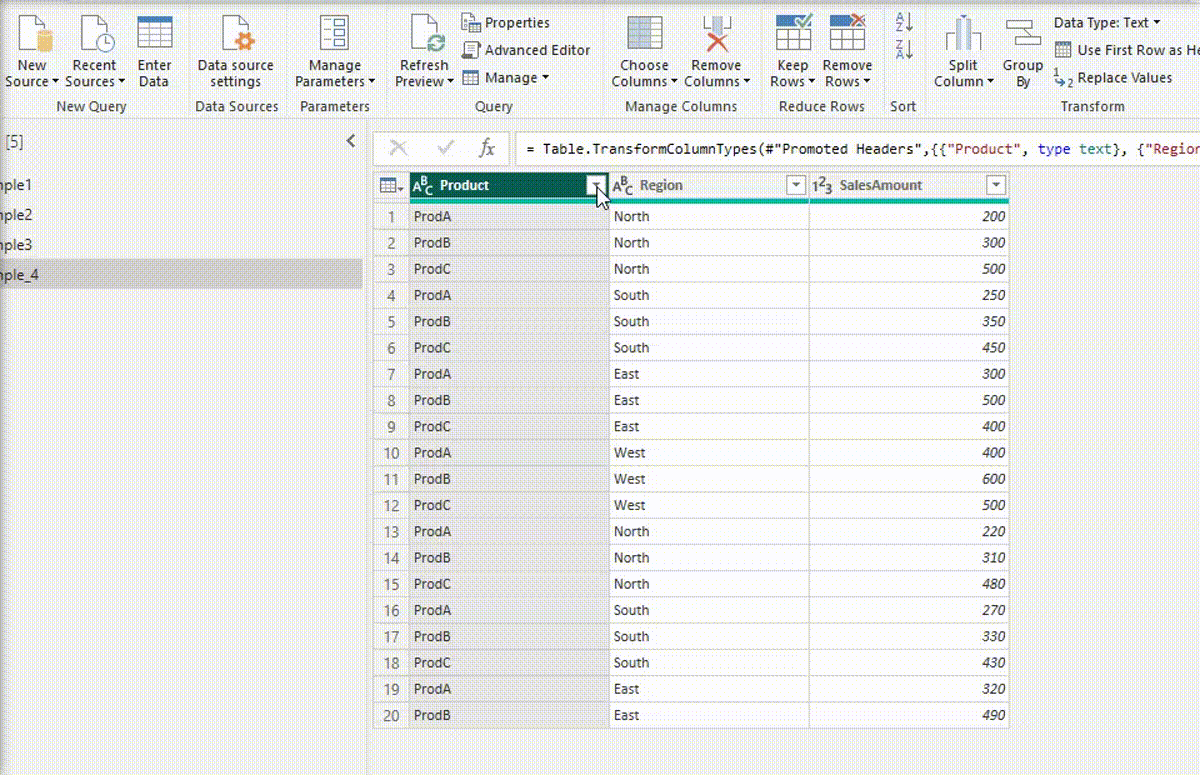 New Source
Recent Sources
Enter Data
New Query
Data source settings
Data Sources
Manage Parameters
Parameters
Refresh Preview
Properties
Advanced Editor
Manage
Query
Choose Columns
Remove Columns
Manage Columns
Keep Rows
Remove Rows
Reduce Rows
Sort
Split Column
Group By
Data Type: Text
Use First Row as He
Replace Values
Transform
[5]
nple1
nple2
nple3
nple_4
fx = Table.TransformColumnTypes(#"Promoted Headers",{{"Product", type text}, {"Region
ABC Product ABC Region 123 SalesAmount
1 ProdA North 200
2 ProdB North 300
3 ProdC North 500
4 ProdA South 250
5 ProdB South 350
6 ProdC South 450
7 ProdA East 300
8 ProdB East 500
9 ProdC East 400
10 ProdA West 400
11 ProdB West 600
12 ProdC West 500
13 ProdA North 220
14 ProdB North 310
15 ProdC North 480
16 ProdA South 270
17 ProdB South 330
18 ProdC South 430
19 ProdA East 320
20 ProdB East 490